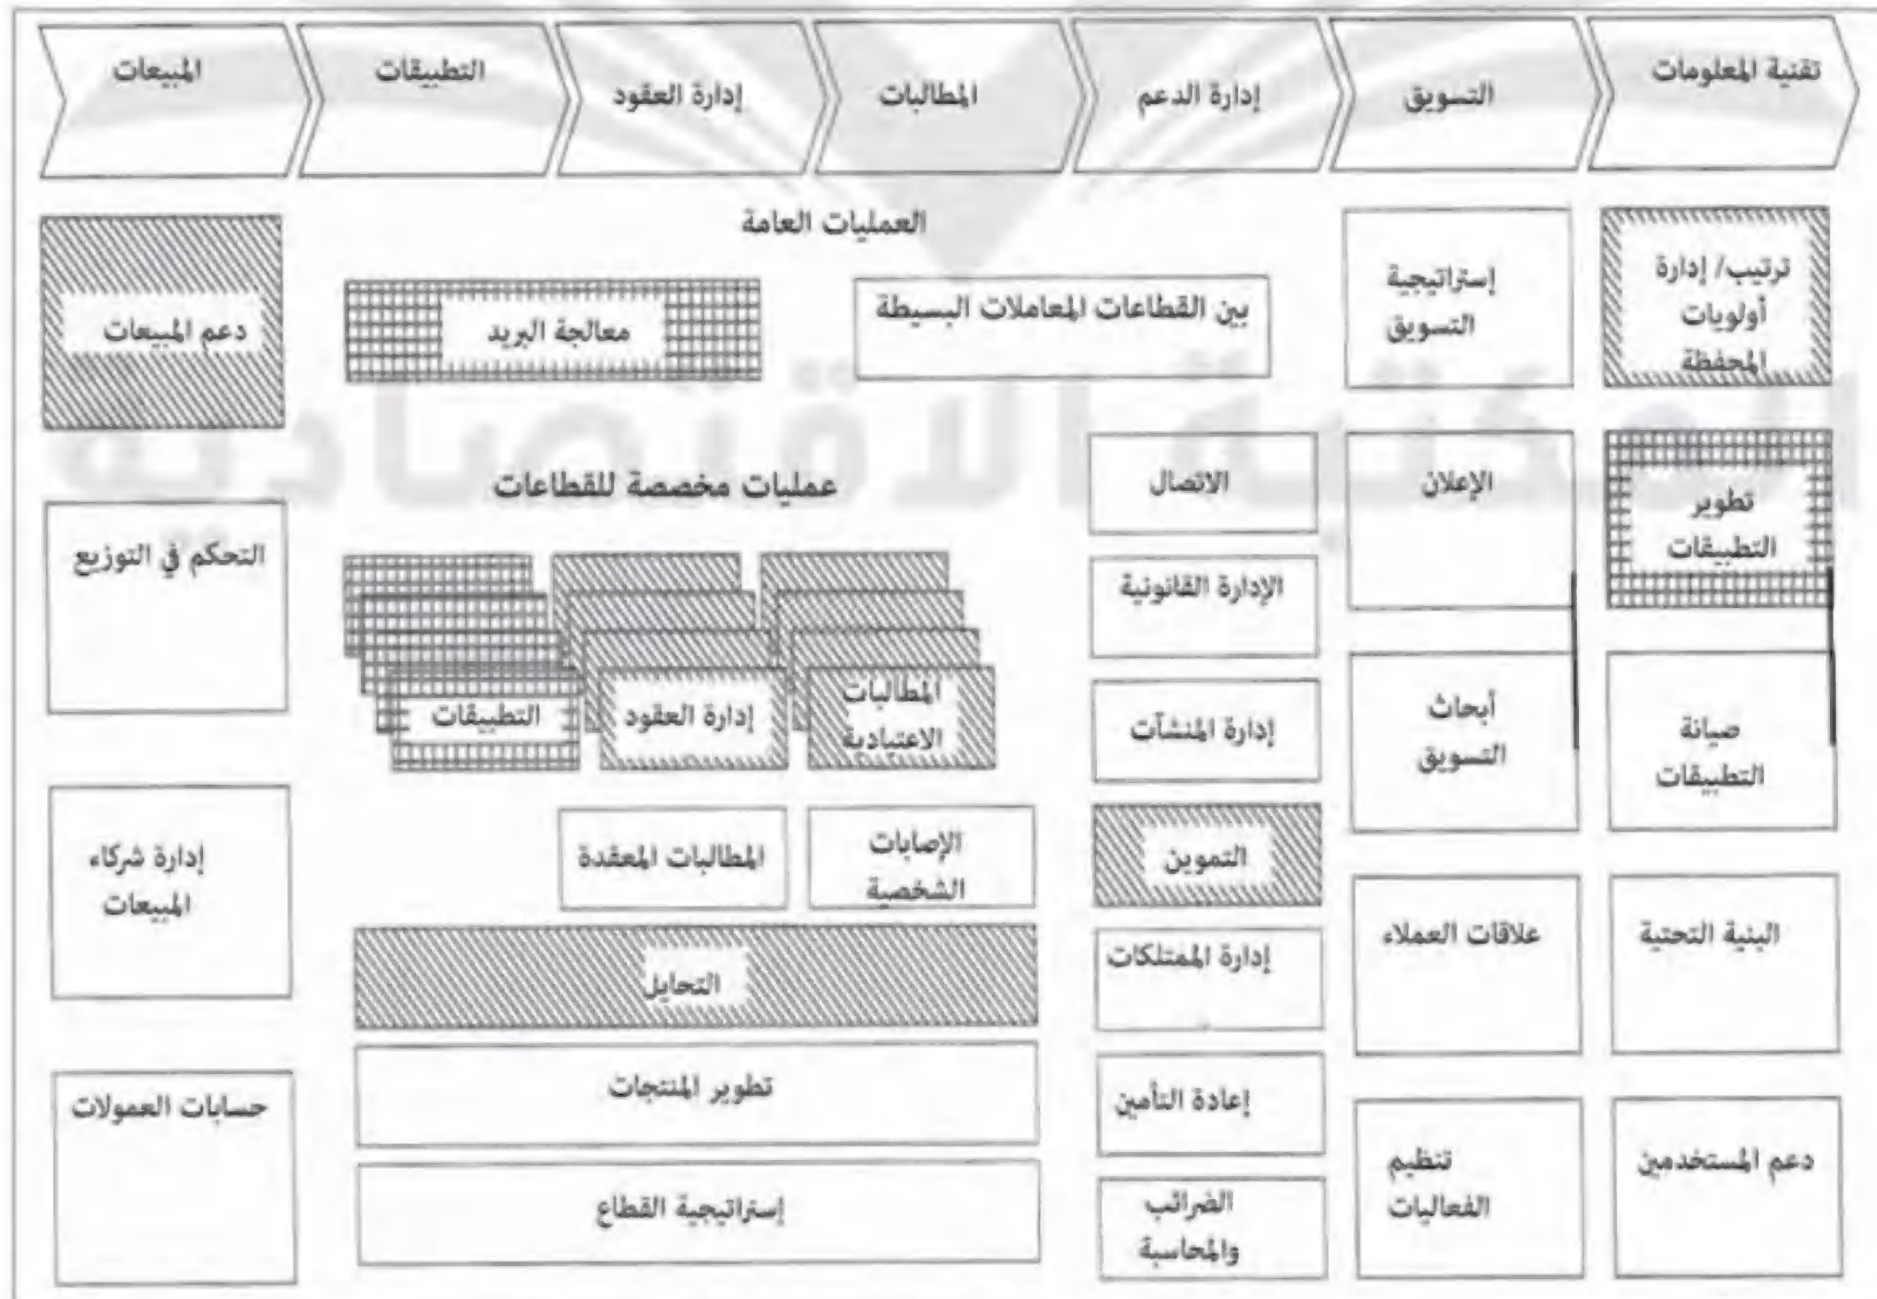 المبيعات
التطبيقات
إدارة العقود
المطالبات
إدارة الدعم
التسويق
تقنية المعلومات
دعم المبيعات
التحكم في التوزيع
إدارة شركاء
المبيعات
حسابات العمولات
العمليات العامة
معالجة البريد
بين القطاعات المعاملات البسيطة
عمليات مخصصة للقطاعات
التطبيقات
إدارة العقود
المطالبات
الاعتيادية
المطالبات المعقدة
الإصابات
الشخصية
التحايل
تطوير المنتجات
إستراتيجية القطاع
الاتصال
الإدارة القانونية
إدارة المنشآت
التموين
إدارة الممتلكات
إعادة التأمين
الضرائب
والمحاسبة
إستراتيجية
التسويق
الإعلان
أبحاث
التسويق
علاقات العملاء
تنظيم
الفعاليات
ترتيب/ إدارة
أولويات
المحفظة
تطوير
التطبيقات
صيانة
التطبيقات
البنية التحتية
دعم المستخدمين
المكتبة الاقتصادية